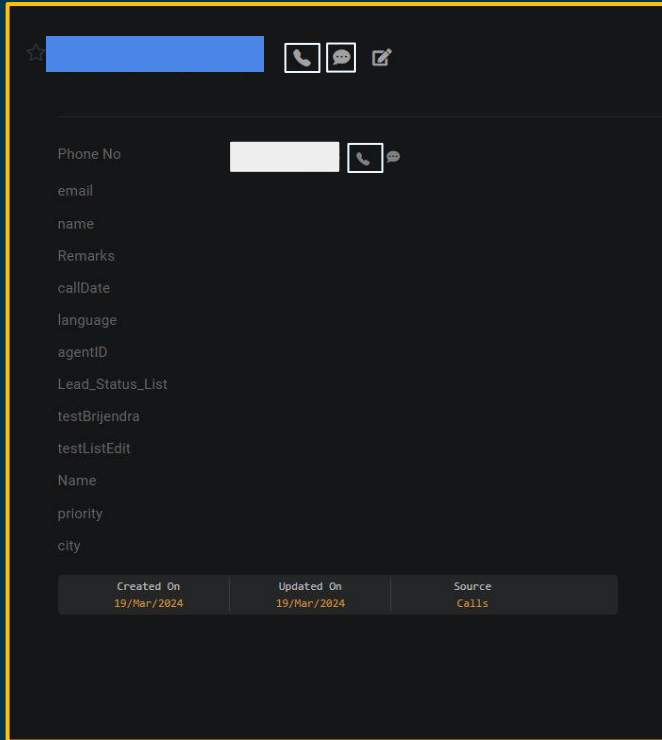 Phone No
email
name
Remarks
callDate
language
agentID
Lead_Status_List
testBrijendra
testListEdit
Name
priority
city
Created On Updated On Source
19/Mar/2024 19/Mar/2024 Calls